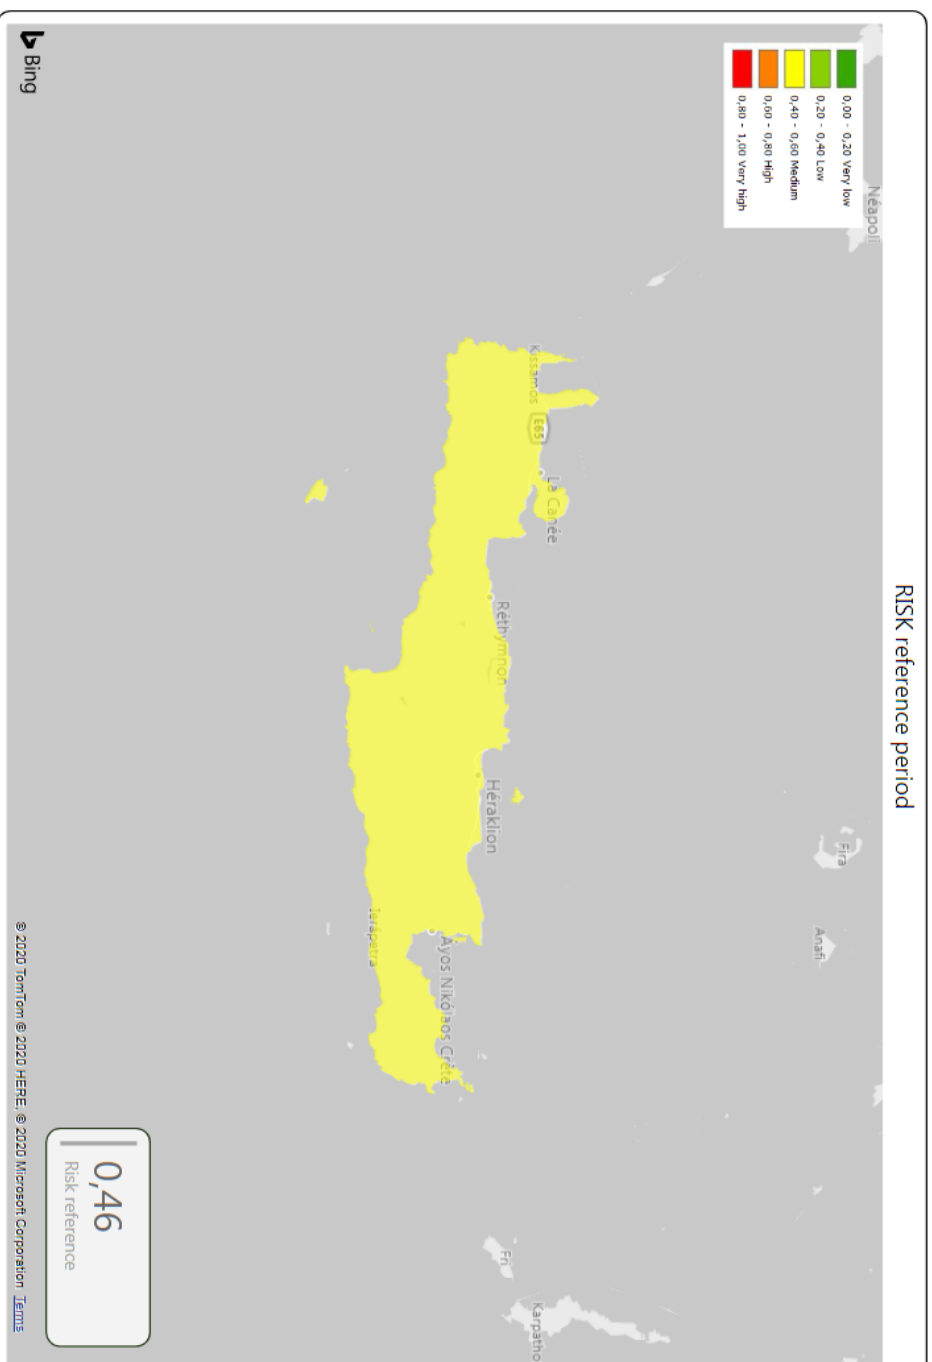 RISK reference period
0,00 - 0,20 Very low
0,20 - 0,40 Low
0,40 - 0,60 Medium
0,60 - 0,80 High
0,80 - 1,00 Very high
Néapoli
Fira
Anafi
Kissamos
E65
La Canée
Réthymnon
Héraklion
Ayos Nikólaos Crète
Ierápetra
Fri
Karpatho
0,46
Risk reference
Bing
© 2020 TomTom © 2020 HERE, © 2020 Microsoft Corporation Terms